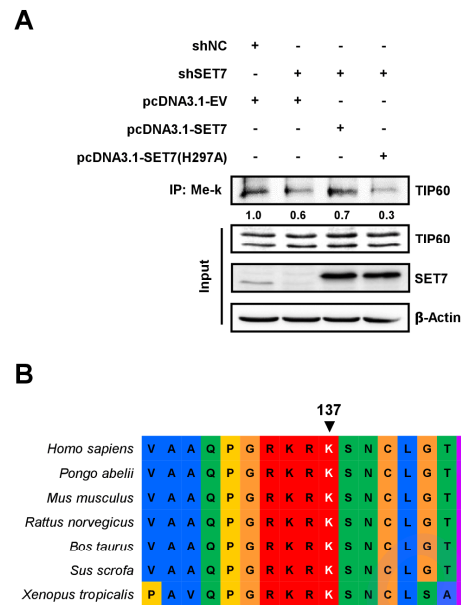 A
shNC + - - -
shSET7 - + + +
pcDNA3.1-EV + + - -
pcDNA3.1-SET7 - - + -
pcDNA3.1-SET7(H297A) - - - +
IP: Me-k TIP60
1.0 0.6 0.7 0.3
Input
TIP60
SET7
β-Actin
B
137
Homo sapiens V A A Q P G R K R K S N C L G T
Pongo abelii V A A Q P G R K R K S N C L G T
Mus musculus V A A Q P G R K R K S N C L G T
Rattus norvegicus V A A Q P G R K R K S N C L G T
Bos taurus V A A Q P G R K R K S N C L G T
Sus scrofa V A A Q P G R K R K S N C L G T
Xenopus tropicalis P A V Q P G R K R K S N C L S A